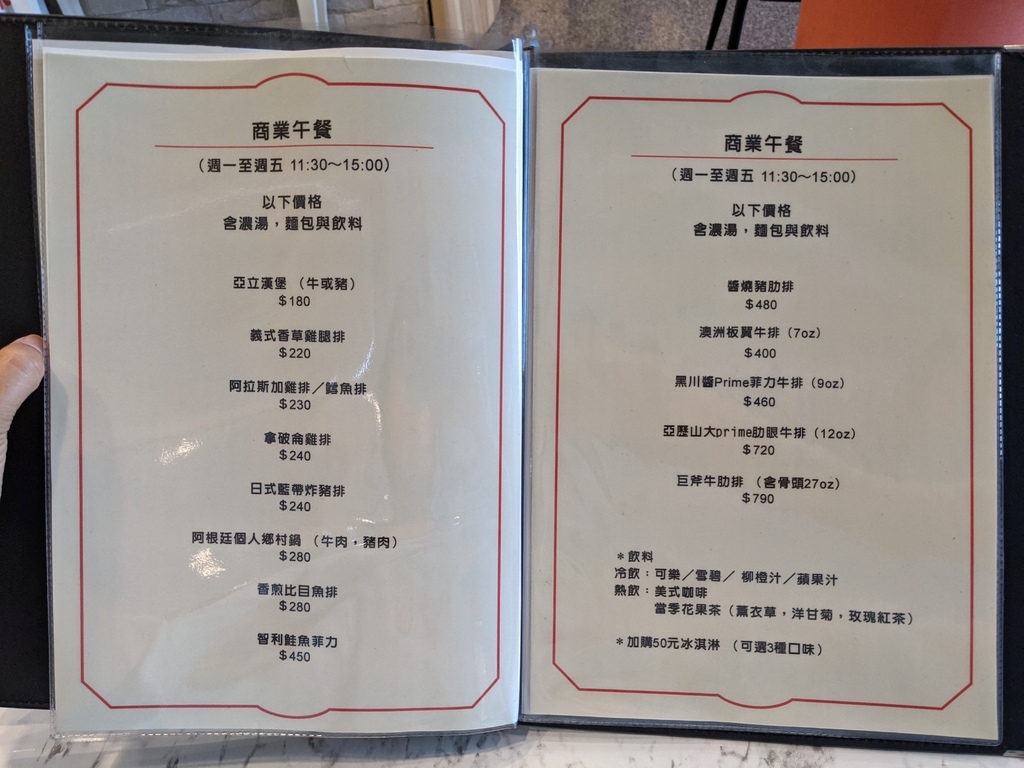 商業午餐
（週一至週五 11:30～15:00）
以下價格
含濃湯，麵包與飲料
亞立漢堡 （牛或豬）
$180
義式香草雞腿排
$220
阿拉斯加雞排／鱈魚排
$230
拿破崙雞排
$240
日式藍帶炸豬排
$240
阿根廷個人鄉村鍋 （牛肉，豬肉）
$280
香煎比目魚排
$280
智利鮭魚菲力
$450
商業午餐
（週一至週五 11:30～15:00）
以下價格
含濃湯，麵包與飲料
醬燒豬肋排
$480
澳洲板翼牛排（7oz）
$400
黑川醬Prime菲力牛排（9oz）
$460
亞歷山大prime肋眼牛排（12oz）
$720
巨斧牛肋排 （含骨頭27oz）
$790
＊飲料
冷飲：可樂／雪碧／ 柳橙汁／蘋果汁
熱飲：美式咖啡
當季花果茶（薰衣草，洋甘菊，玫瑰紅茶）
＊加購50元冰淇淋 （可選3種口味）